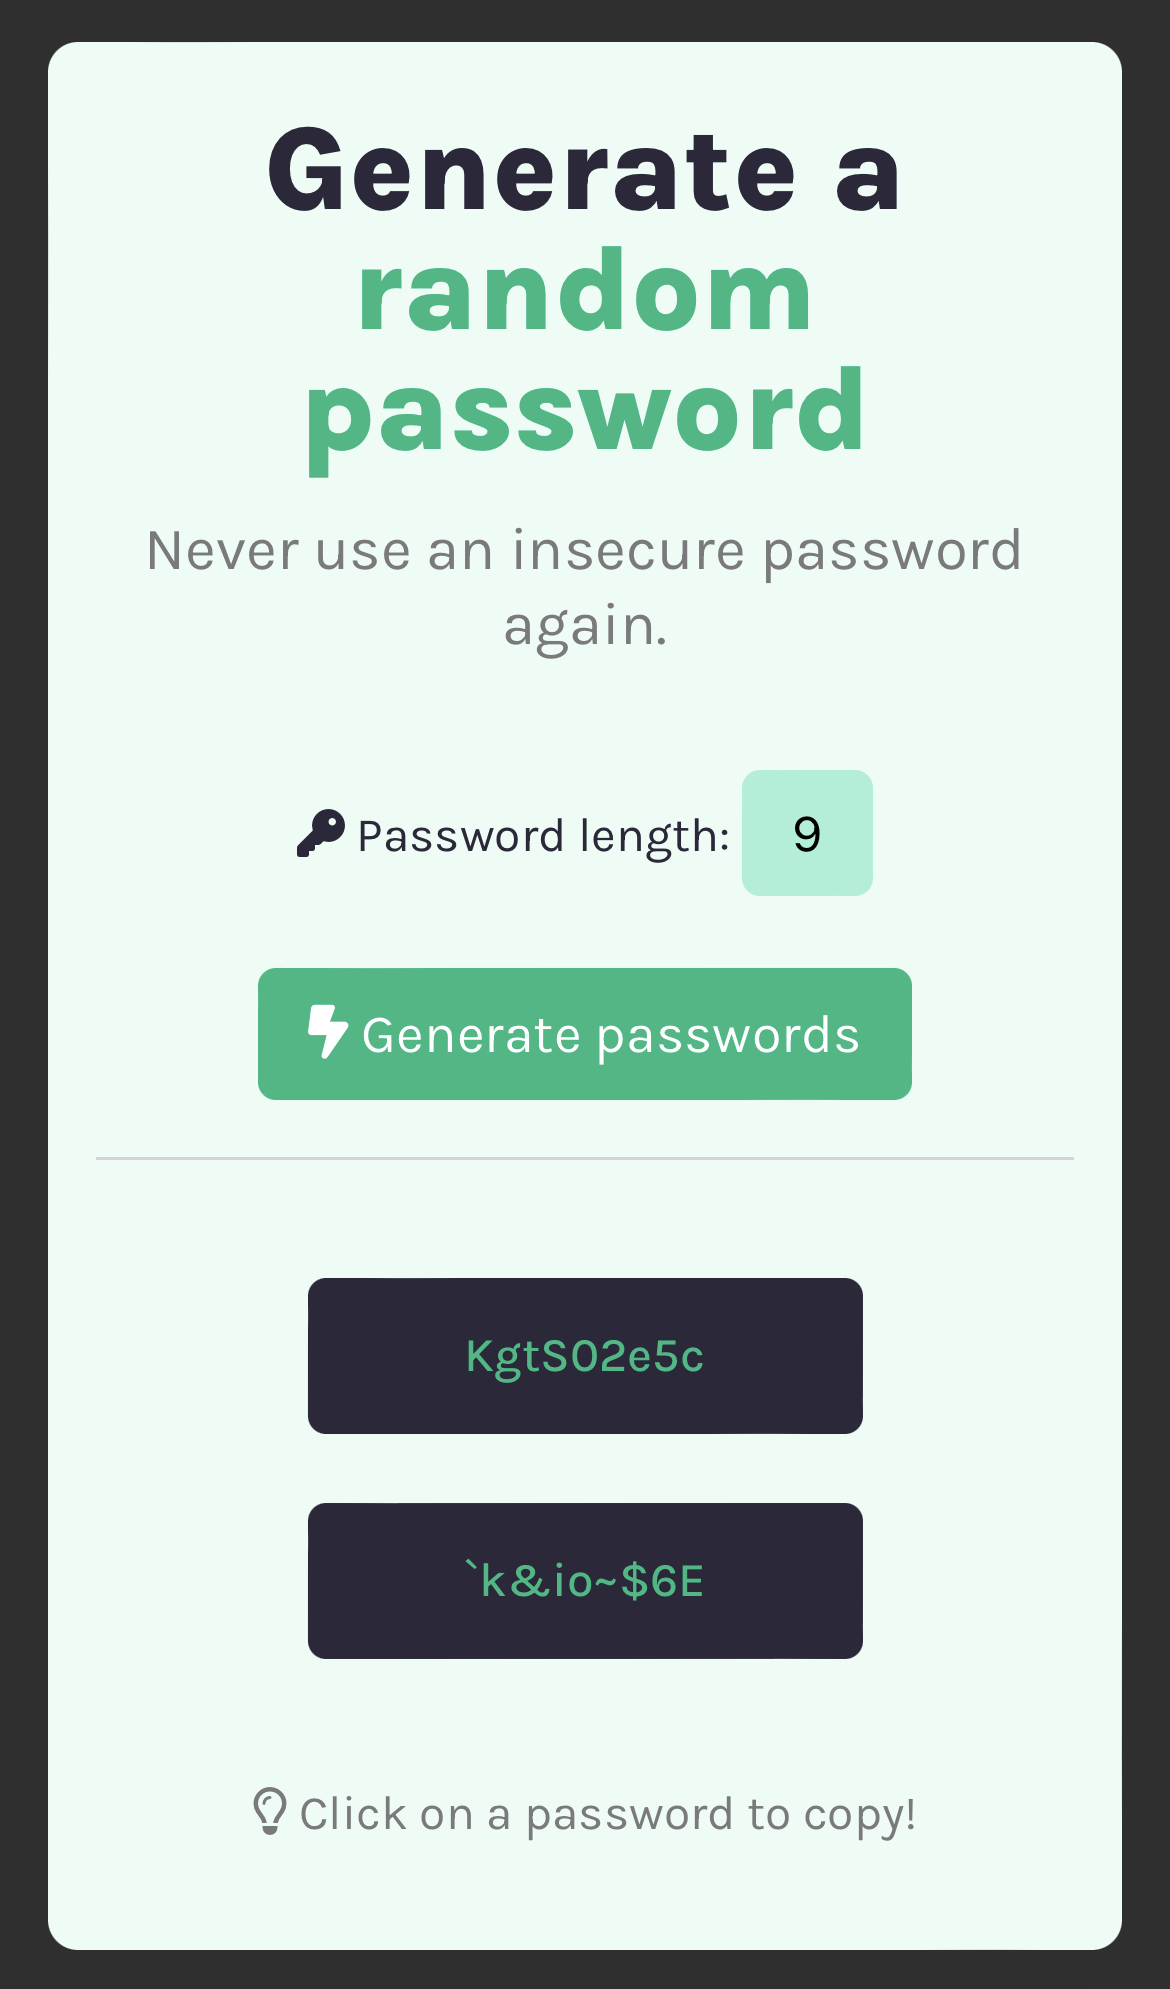 Generate a
random
password
Never use an insecure password
again.
Password length: 9
Generate passwords
KgtS02e5c
`k&io~$6E
Click on a password to copy!